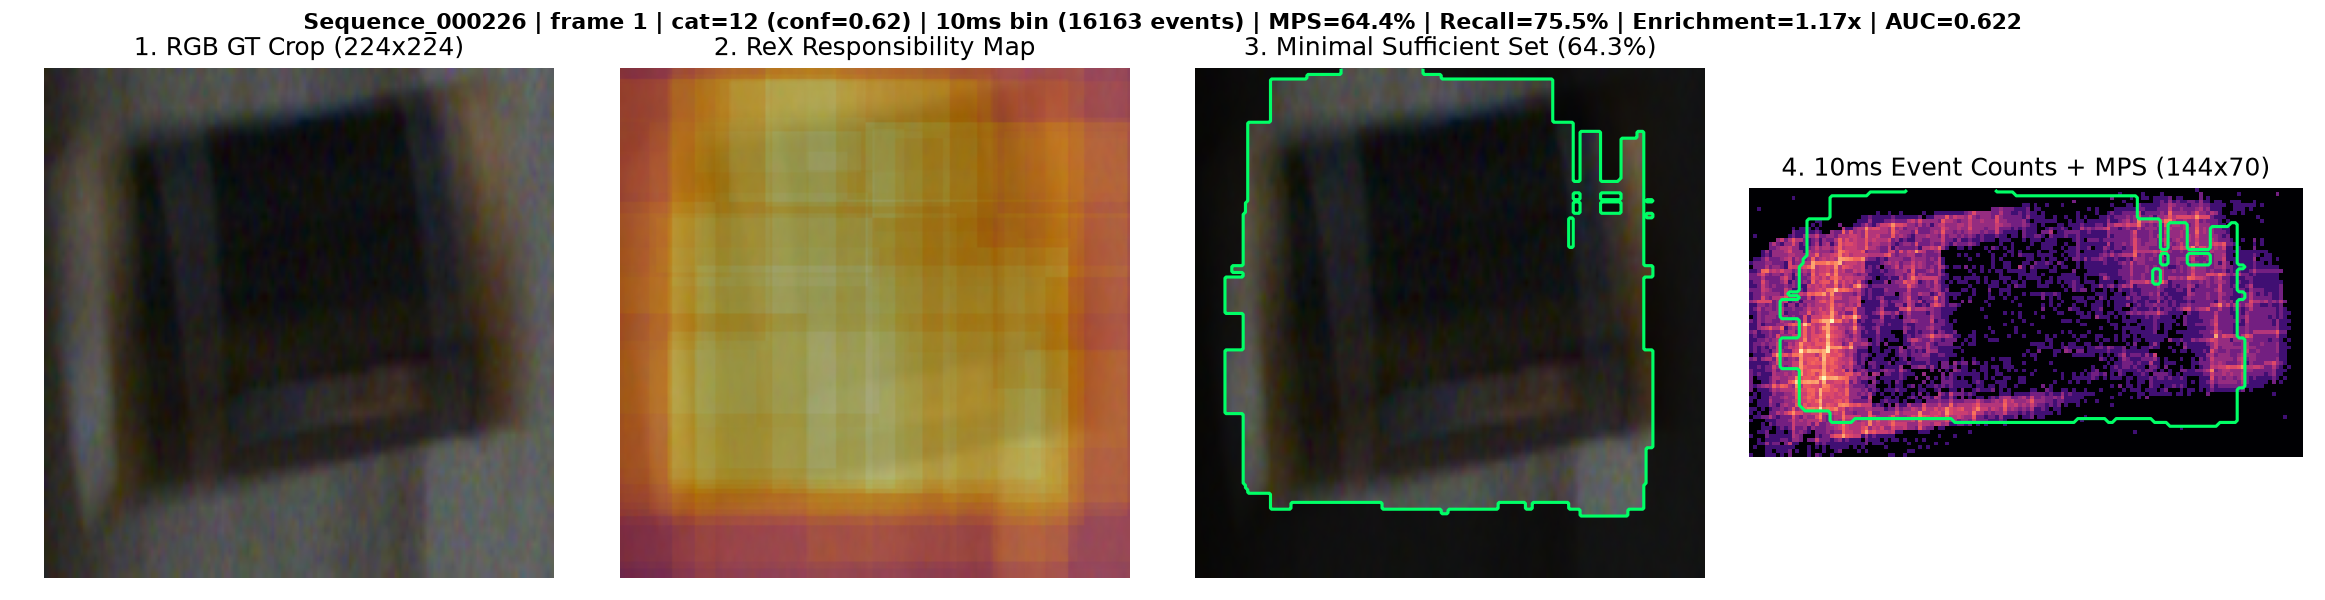 Sequence_000226 | frame 1 | cat=12 (conf=0.62) | 10ms bin (16163 events) | MPS=64.4% | Recall=75.5% | Enrichment=1.17x | AUC=0.622
1. RGB GT Crop (224x224)
2. ReX Responsibility Map
3. Minimal Sufficient Set (64.3%)
4. 10ms Event Counts + MPS (144x70)